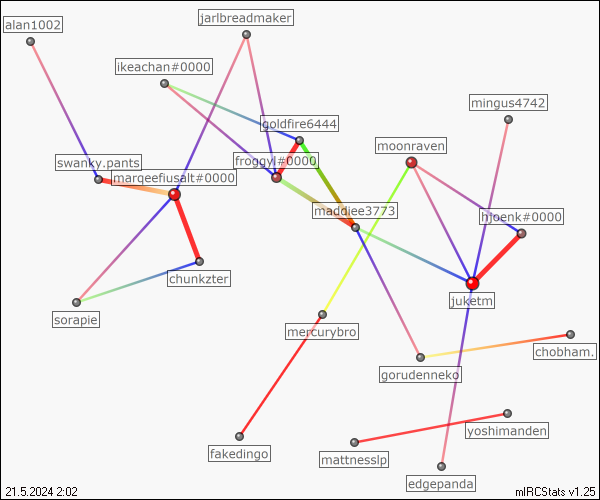 alan1002
jarlbreadmaker
ikeachan#0000
mingus4742
goldfire6444
moonraven
swanky.pants
froggyl#0000
marqeefiusalt#0000
maddiee3773
hjoenk#0000
chunkzter
juketm
sorapie
mercurybro
chobham.
gorudenneko
yoshimanden
fakedingo
mattnesslp
edgepanda
21.5.2024 2:02
mIRCStats v1.25